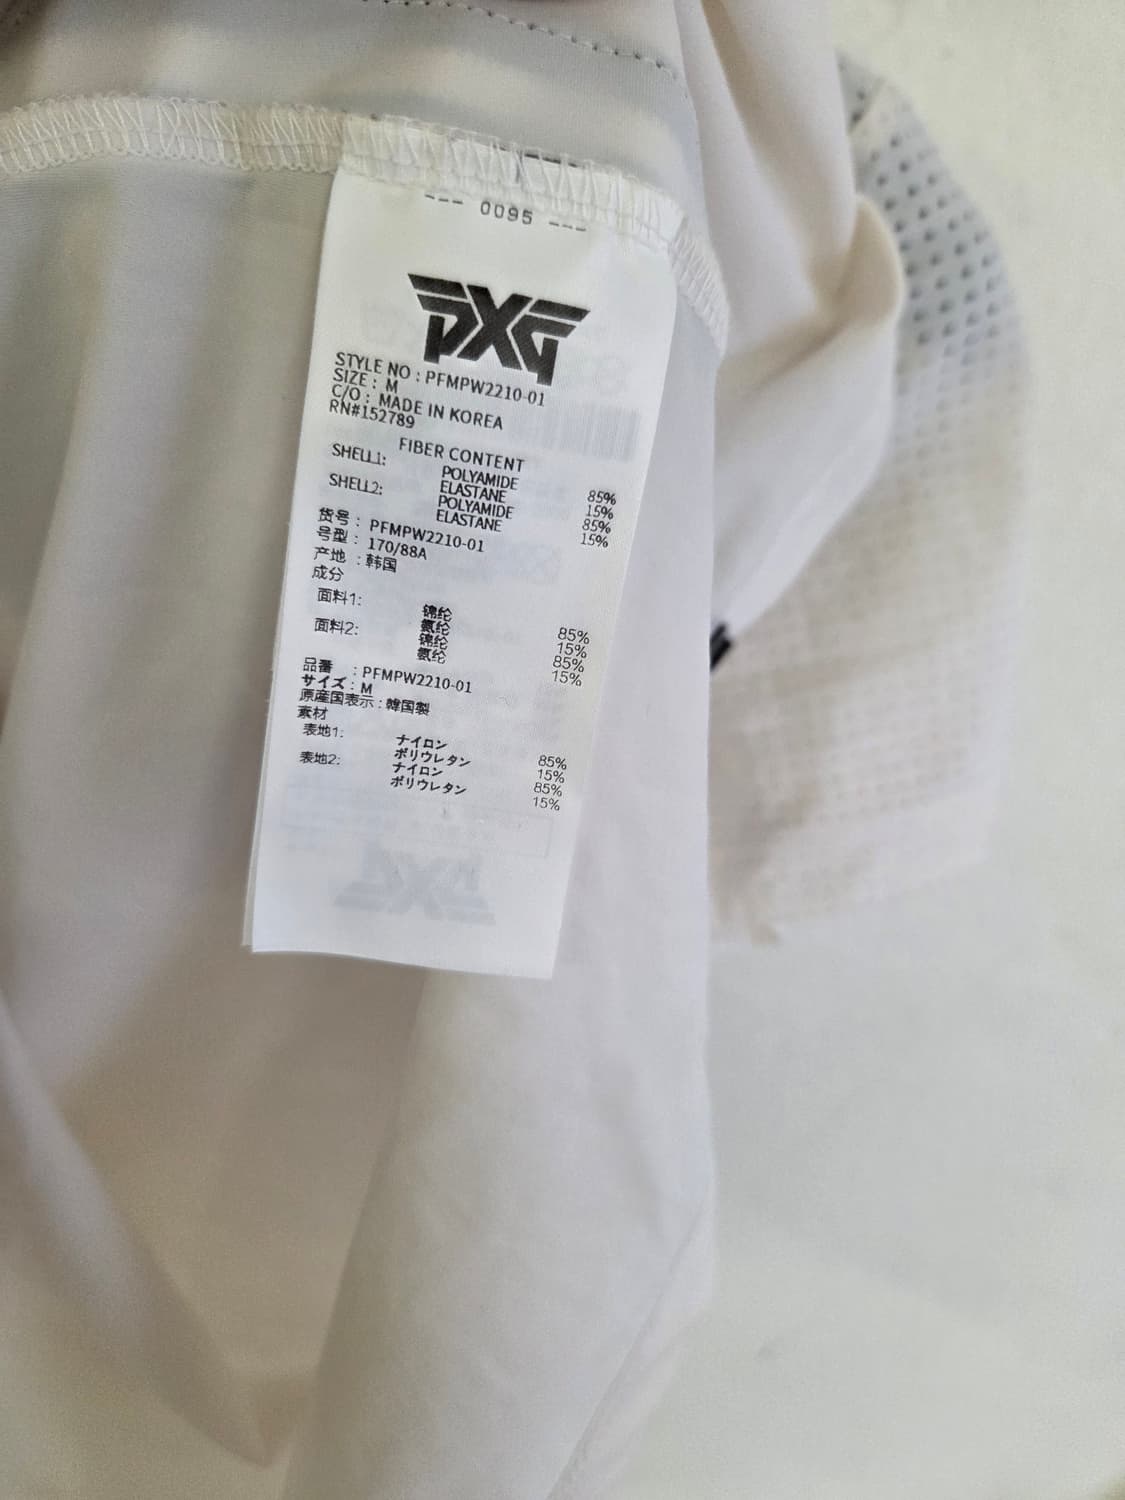 --- 0095 ---
PXG
STYLE NO : PFMPW2210-01
SIZE : M
C/O : MADE IN KOREA
RN#152789
FIBER CONTENT
SHELL1:
POLYAMIDE 85%
ELASTANE 15%
SHELL2:
POLYAMIDE 85%
ELASTANE 15%
货号 : PFMPW2210-01
号型 : 170/88A
产地 : 韩国
成分
面料1:
锦纶 85%
氨纶 15%
面料2:
锦纶 85%
氨纶 15%
品番 : PFMPW2210-01
サイズ : M
原産国表示 : 韓国製
素材
表地1:
ナイロン 85%
ポリウレタン 15%
表地2:
ナイロン 85%
ポリウレタン 15%